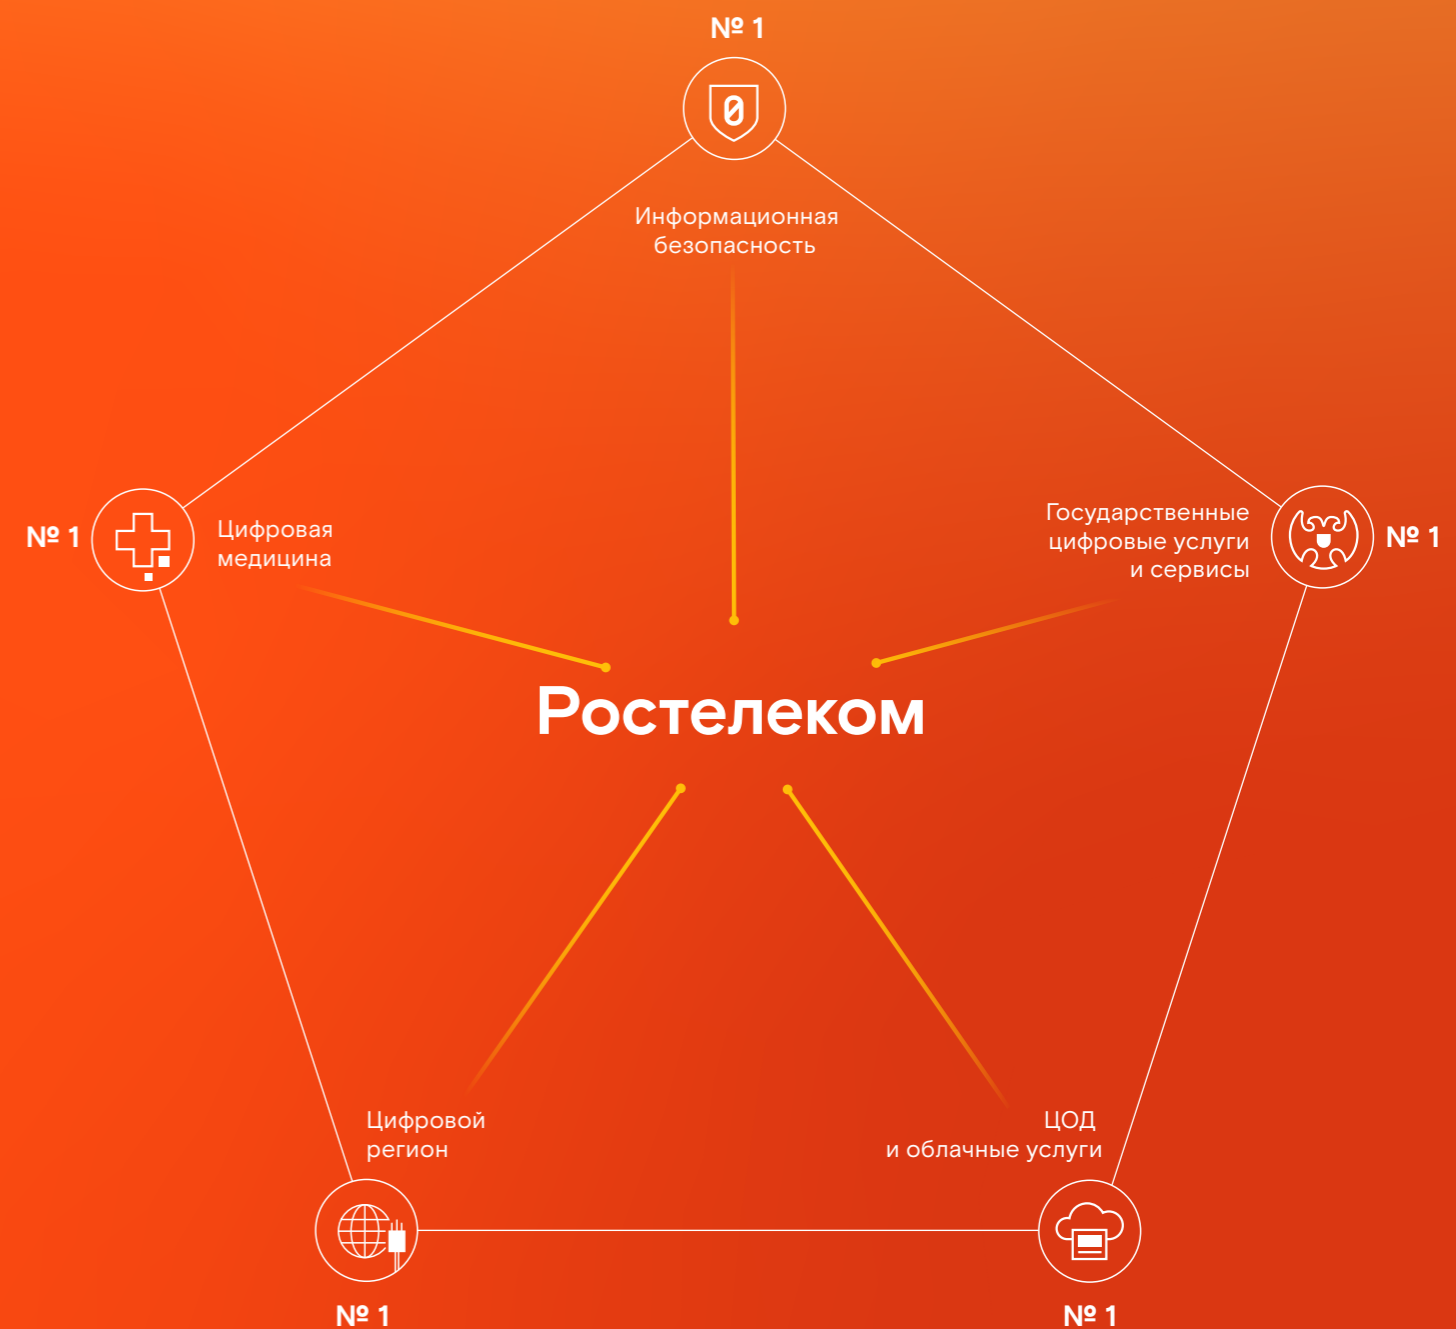 № 1
0
Информационная
безопасность
№ 1
Цифровая
медицина
Государственные
цифровые услуги
и сервисы
№ 1
Ростелеком
Цифровой
регион
ЦОД
и облачные услуги
№ 1
№ 1